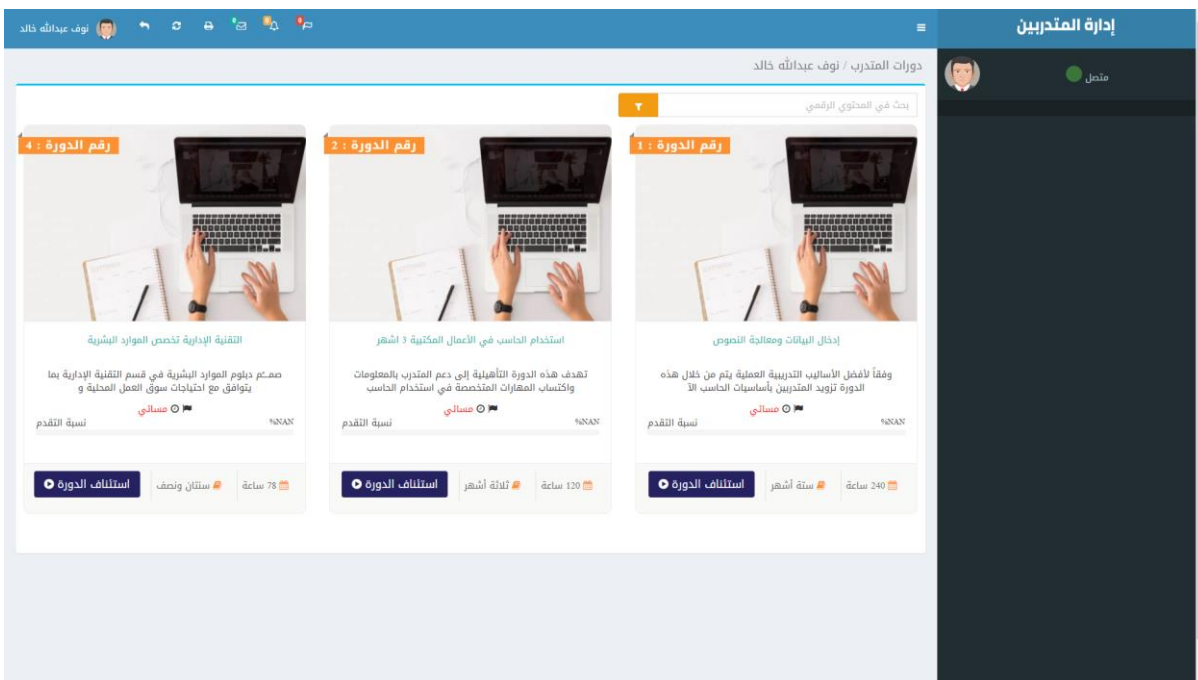 إدارة المتدربين
0
0
0
نوف عبدالله خالد
متصل
دورات المتدرب / نوف عبدالله خالد
بحث في المحتوي الرقمي
رقم الدورة : 1
إدخال البيانات ومعالجة النصوص
وفقاً لأفضل الأساليب التدريبية العملية يتم من خلال هذه
الدورة تزويد المتدربين بأساسيات الحاسب الآ
مسائي
%NAN نسبة التقدم
240 ساعة ستة أشهر استئناف الدورة
رقم الدورة : 2
استخدام الحاسب في الأعمال المكتبية 3 اشهر
تهدف هذه الدورة التأهيلية إلى دعم المتدرب بالمعلومات
واكتساب المهارات المتخصصة في استخدام الحاسب
مسائي
%NAN نسبة التقدم
120 ساعة ثلاثة أشهر استئناف الدورة
رقم الدورة : 4
التقنية الإدارية تخصص الموارد البشرية
دبلوم الموارد البشرية في قسم التقنية الإدارية بما
يتوافق مع احتياجات سوق العمل المحلية و
مسائي
%NAN نسبة التقدم
78 ساعة سنتان ونصف استئناف الدورة